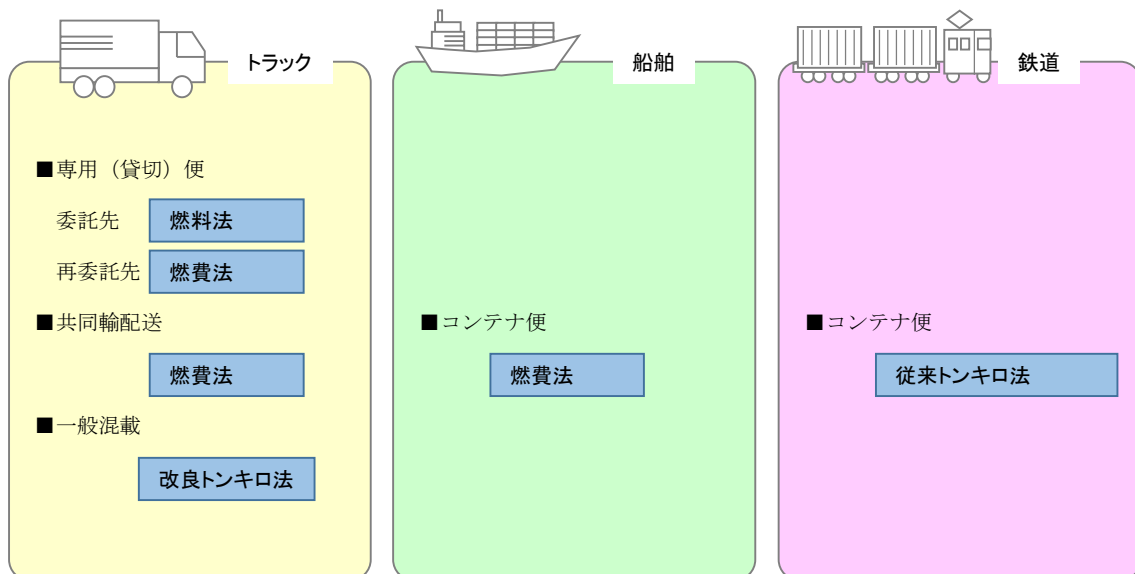 トラック
■専用（貸切）便
委託先 燃料法
再委託先 燃費法
■共同輸配送
燃費法
■一般混載
改良トンキロ法
船舶
■コンテナ便
燃費法
鉄道
■コンテナ便
従来トンキロ法